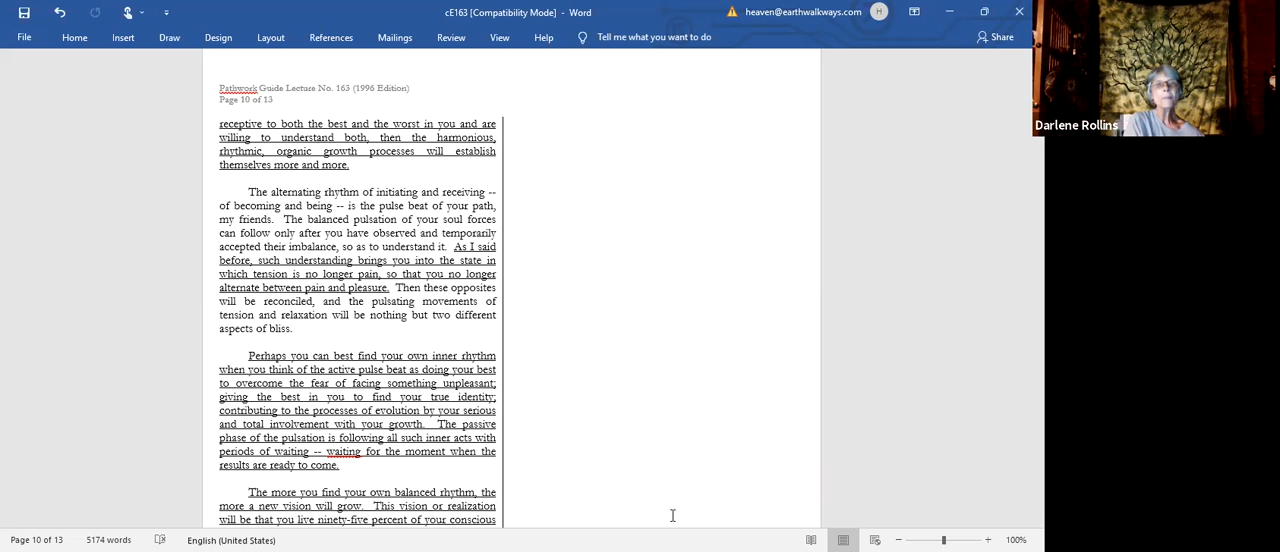 cE163 [Compatibility Mode] - Word
heaven@earthwalkways.com
H
File Home Insert Draw Design Layout References Mailings Review View Help Tell me what you want to do Share
Pathwork Guide Lecture No. 163 (1996 Edition)
Page 10 of 13
receptive to both the best and the worst in you and are
willing to understand both, then the harmonious,
rhythmic, organic growth processes will establish
themselves more and more.
The alternating rhythm of initiating and receiving --
of becoming and being -- is the pulse beat of your path,
my friends. The balanced pulsation of your soul forces
can follow only after you have observed and temporarily
accepted their imbalance, so as to understand it. As I said
before, such understanding brings you into the state in
which tension is no longer pain, so that you no longer
alternate between pain and pleasure. Then these opposites
will be reconciled, and the pulsating movements of
tension and relaxation will be nothing but two different
aspects of bliss.
Perhaps you can best find your own inner rhythm
when you think of the active pulse beat as doing your best
to overcome the fear of facing something unpleasant;
giving the best in you to find your true identity;
contributing to the processes of evolution by your serious
and total involvement with your growth. The passive
phase of the pulsation is following all such inner acts with
periods of waiting -- waiting for the moment when the
results are ready to come.
The more you find your own balanced rhythm, the
more a new vision will grow. This vision or realization
will be that you live ninety-five percent of your conscious
Page 10 of 13 5174 words English (United States) 100%
Darlene Rollins